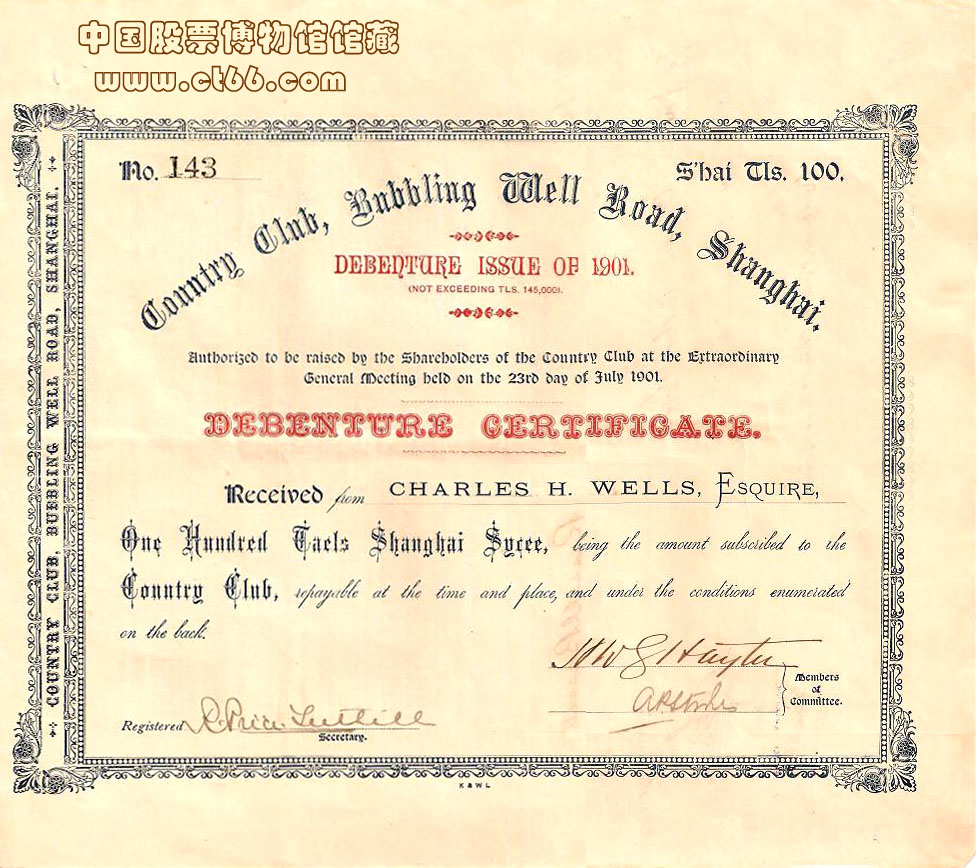 中国股票博物馆馆藏
www.ct66.com
No. 143
S'hai Tls. 100.
Country Club, Bubbling Well Road, Shanghai.
DEBENTURE ISSUE OF 1901.
(NOT EXCEEDING TLS. 145,000).
Authorized to be raised by the Shareholders of the Country Club at the Extraordinary
General Meeting held on the 23rd day of July 1901.
DEBENTURE CERTIFICATE.
Received from CHARLES H. WELLS, ESQUIRE,
One Hundred Taels Shanghai Sycee, being the amount subscribed to the
Country Club, repayable at the time and place, and under the conditions enumerated
on the back.
Members
of
Committee.
Registered
Secretary.
K & W L
COUNTRY CLUB, BUBBLING WELL ROAD, SHANGHAI.